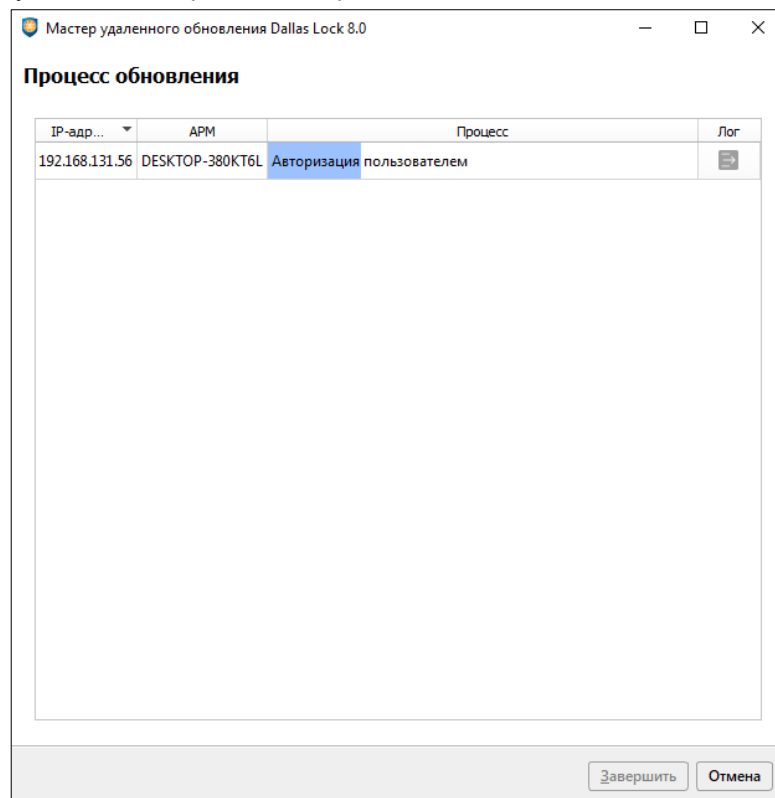 Мастер удаленного обновления Dallas Lock 8.0
Процесс обновления
IP-адр... АРМ Процесс Лог
192.168.131.56 DESKTOP-380KT6L Авторизация пользователем
Завершить Отмена